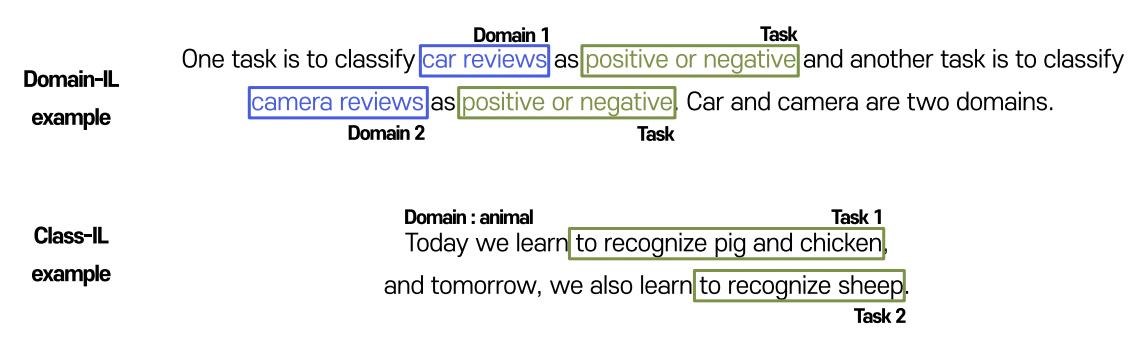 Domain 1 Task
One task is to classify car reviews as positive or negative and another task is to classify
Domain-IL
example
camera reviews as positive or negative. Car and camera are two domains.
Domain 2 Task
Domain : animal Task 1
Class-IL
example
Today we learn to recognize pig and chicken,
and tomorrow, we also learn to recognize sheep.
Task 2